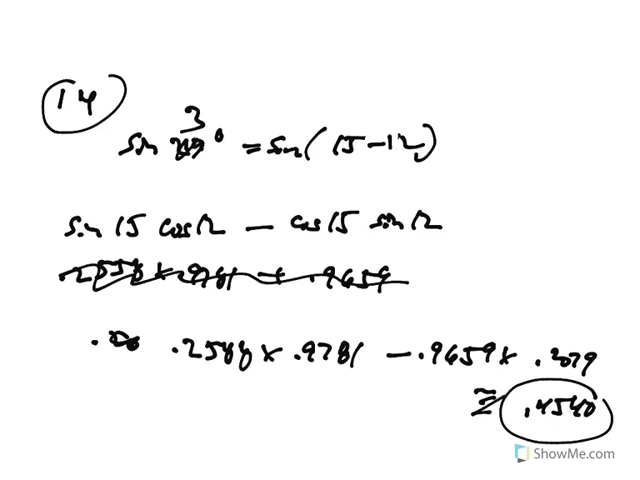 14
3
sin ° = sin(15-12)
sin 15 cos 12 — cos 15 sin 12
.2588 x .9781 — .9659 x .2079
≈ .4540
ShowMe.com